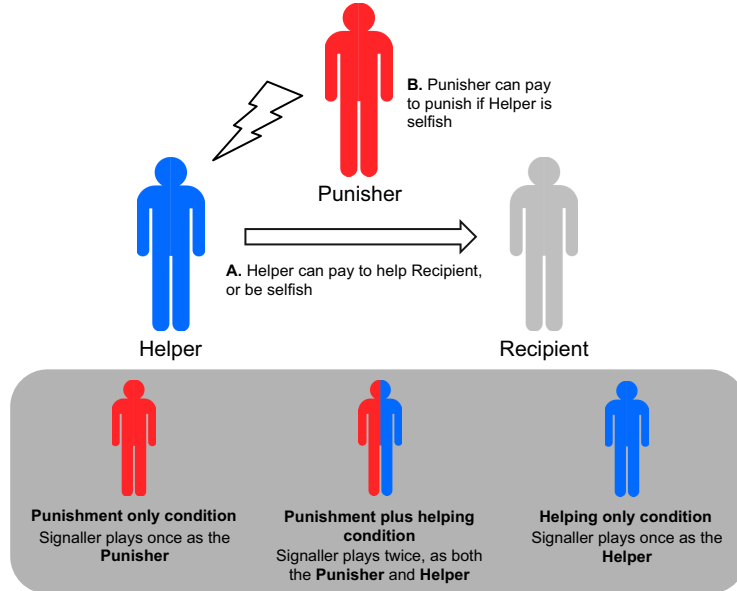 B. Punisher can pay
to punish if Helper is
selfish
Punisher
A. Helper can pay to help Recipient,
or be selfish
Helper
Recipient
Punishment only condition
Signaller plays once as the
Punisher
Punishment plus helping
condition
Signaller plays twice, as both
the Punisher and Helper
Helping only condition
Signaller plays once as the
Helper